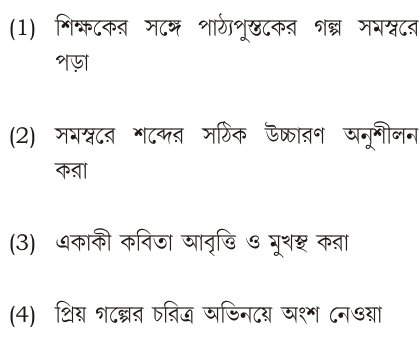 (1) শিক্ষকের সঙ্গে পাঠ্যপুস্তকের গল্প সমস্বরে
পড়া
(2) সমস্বরে শব্দের সঠিক উচ্চারণ অনুশীলন
করা
(3) একাকী কবিতা আবৃত্তি ও মুখস্থ করা
(4) প্রিয় গল্পের চরিত্র অভিনয়ে অংশ নেওয়া